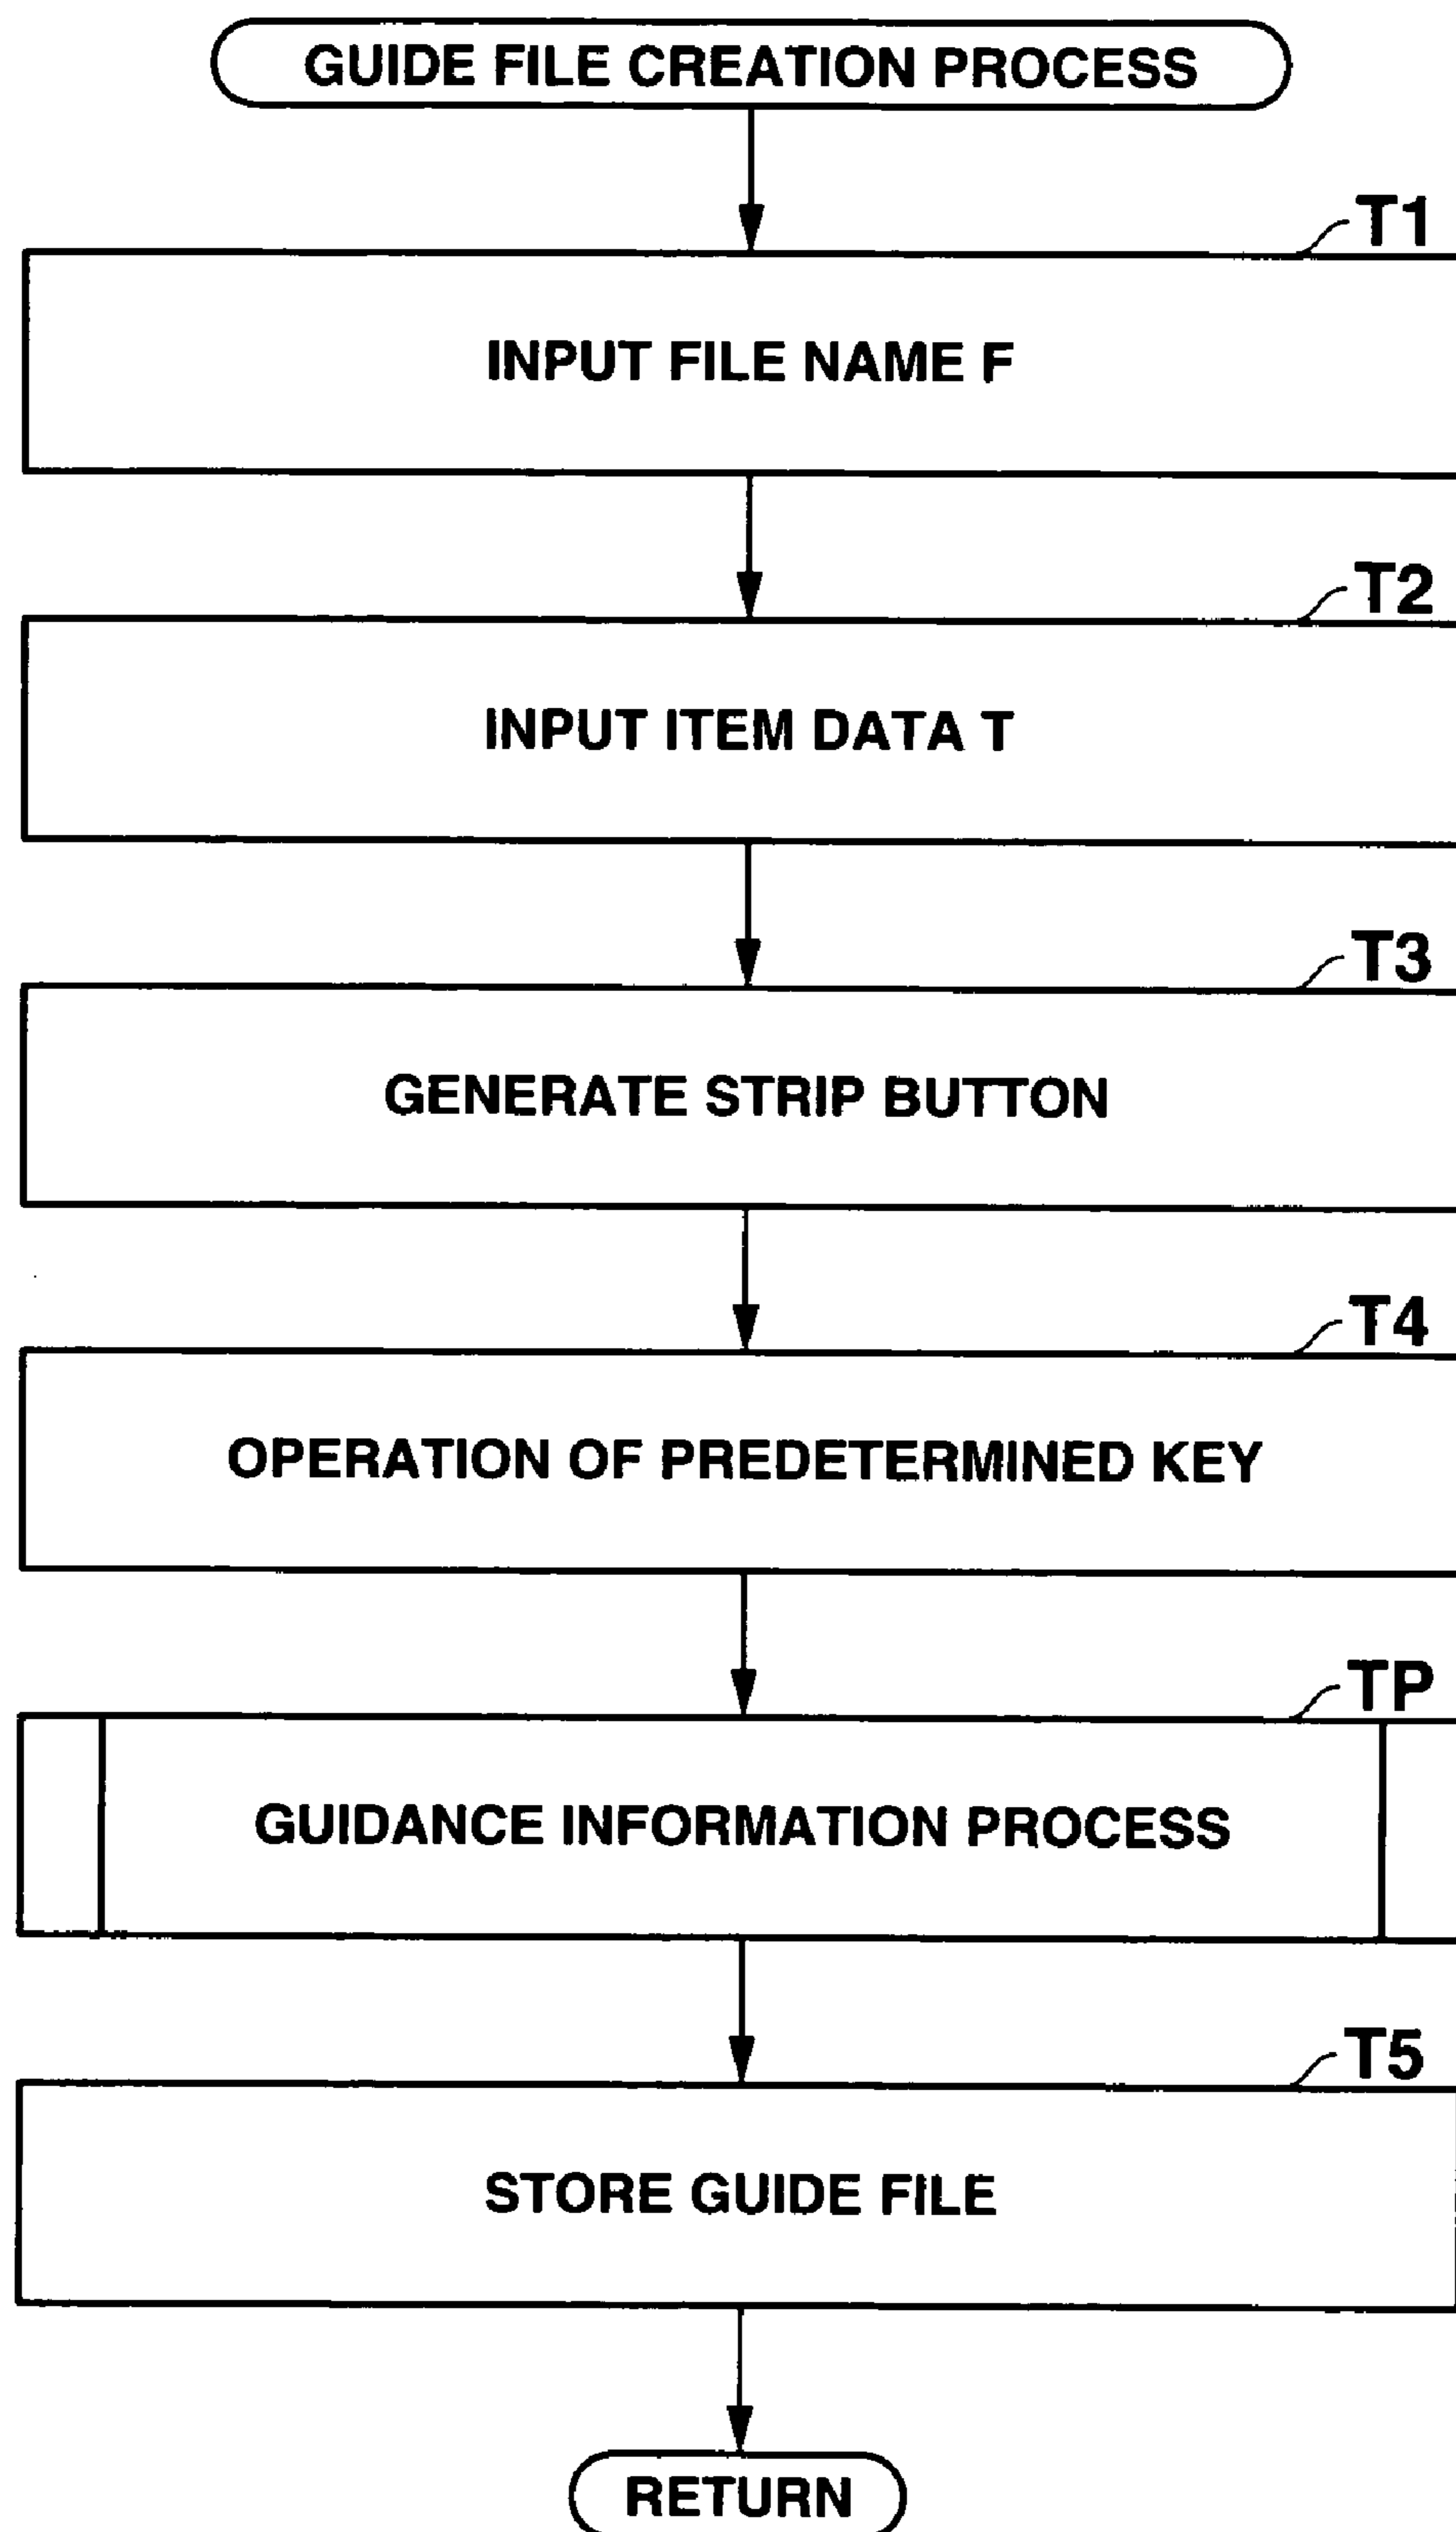 GUIDE FILE CREATION PROCESS
T1
INPUT FILE NAME F
T2
INPUT ITEM DATA T
T3
GENERATE STRIP BUTTON
T4
OPERATION OF PREDETERMINED KEY
TP
GUIDANCE INFORMATION PROCESS
T5
STORE GUIDE FILE
RETURN